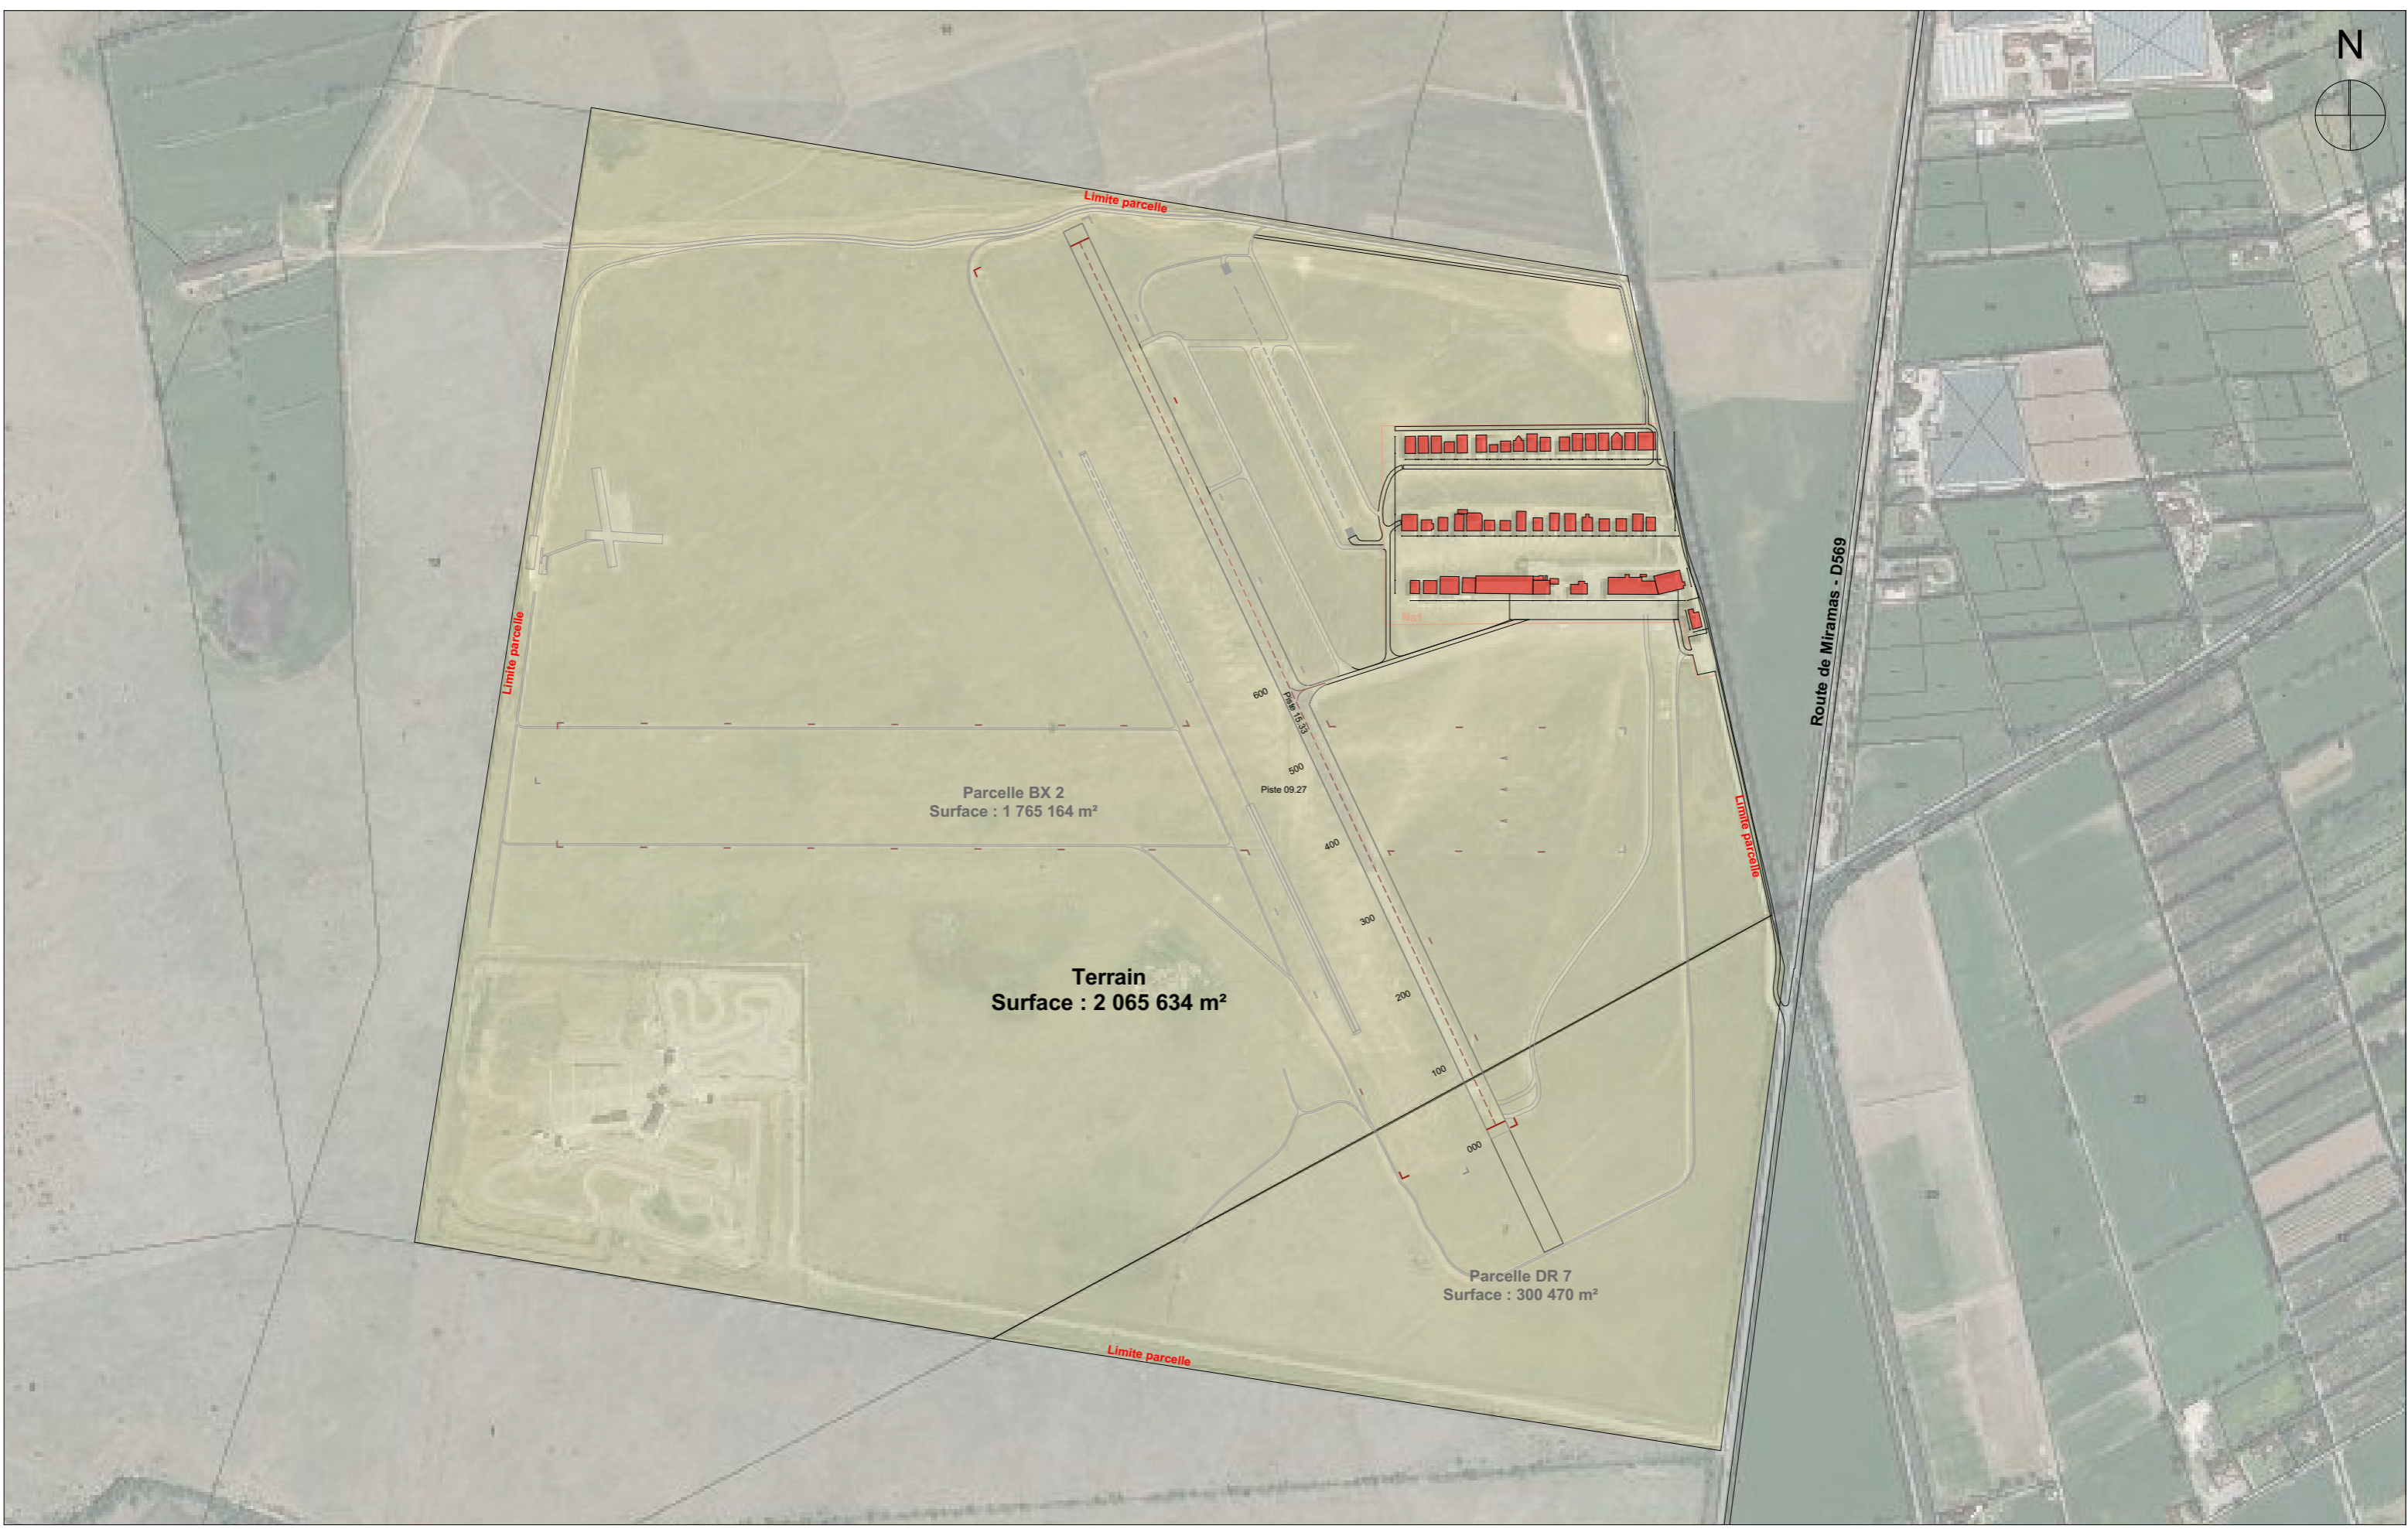 N
Limite parcelle
Na1
Route de Miramas - D569
Limite parcelle
600
Piste 15.33
500
Piste 09.27
Parcelle BX 2
Surface : 1 765 164 m²
400
Limite parcelle
300
Terrain
Surface : 2 065 634 m²
200
100
000
Parcelle DR 7
Surface : 300 470 m²
Limite parcelle